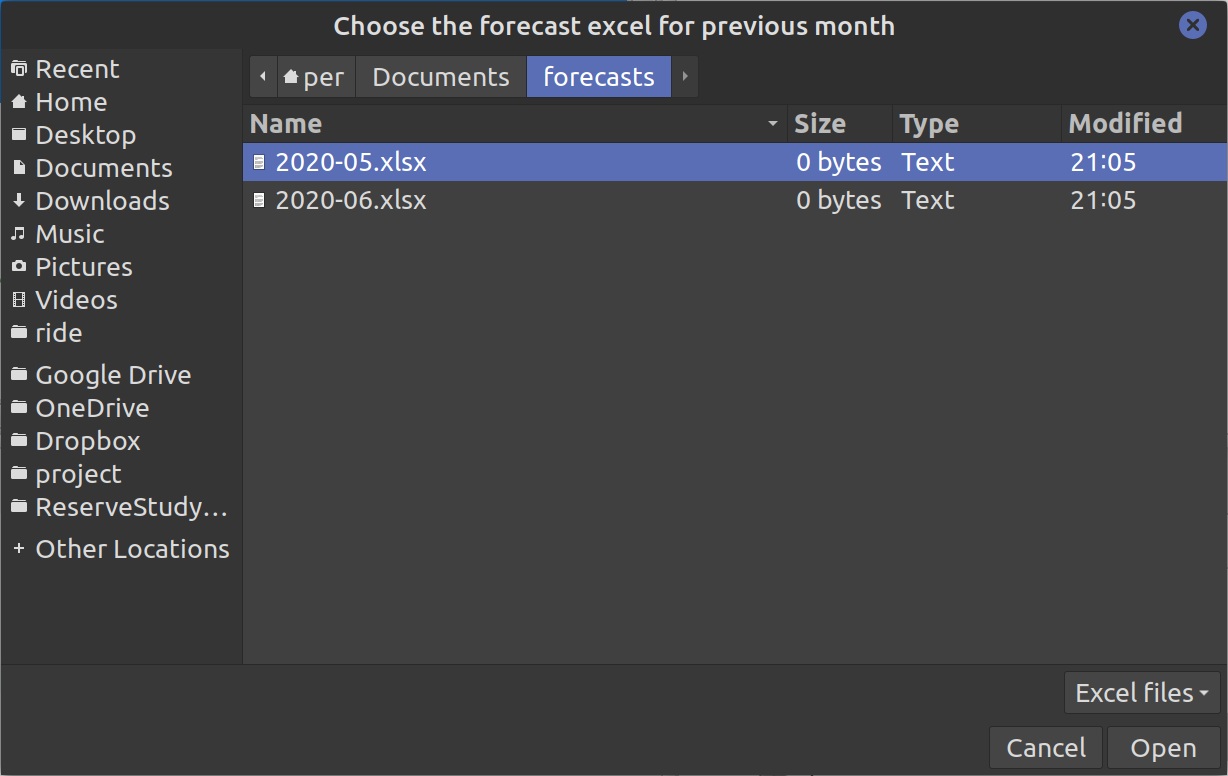 Choose the forecast excel for previous month
Recent
Home
Desktop
Documents
Downloads
Music
Pictures
Videos
ride
Google Drive
OneDrive
Dropbox
project
ReserveStudy…
Other Locations
per Documents forecasts
Name Size Type Modified
2020-05.xlsx 0 bytes Text 21:05
2020-06.xlsx 0 bytes Text 21:05
Excel files
Cancel Open